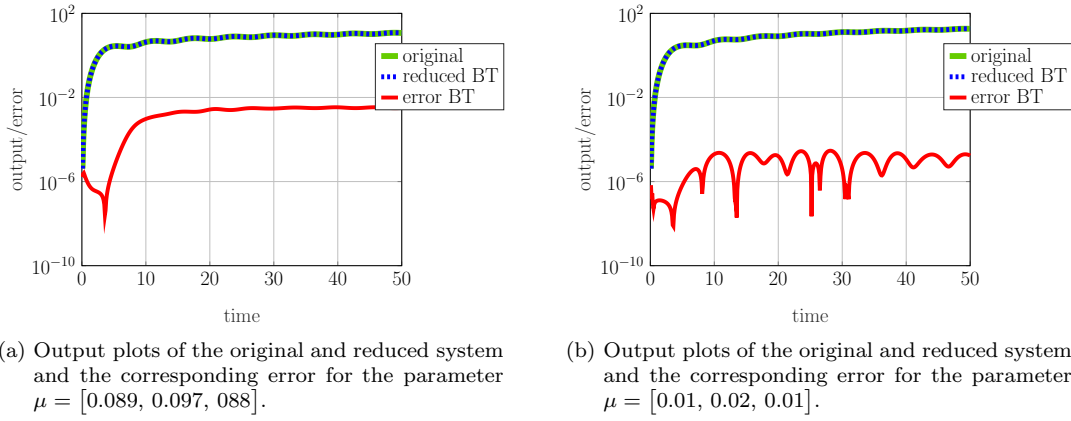 10^2
10^−2
10^−6
10^−10
output/error
0 10 20 30 40 50
time
original
reduced BT
error BT
(a) Output plots of the original and reduced system
and the corresponding error for the parameter
μ = [0.089, 0.097, 088].
10^2
10^−2
10^−6
10^−10
output/error
0 10 20 30 40 50
time
original
reduced BT
error BT
(b) Output plots of the original and reduced system
and the corresponding error for the parameter
μ = [0.01, 0.02, 0.01].